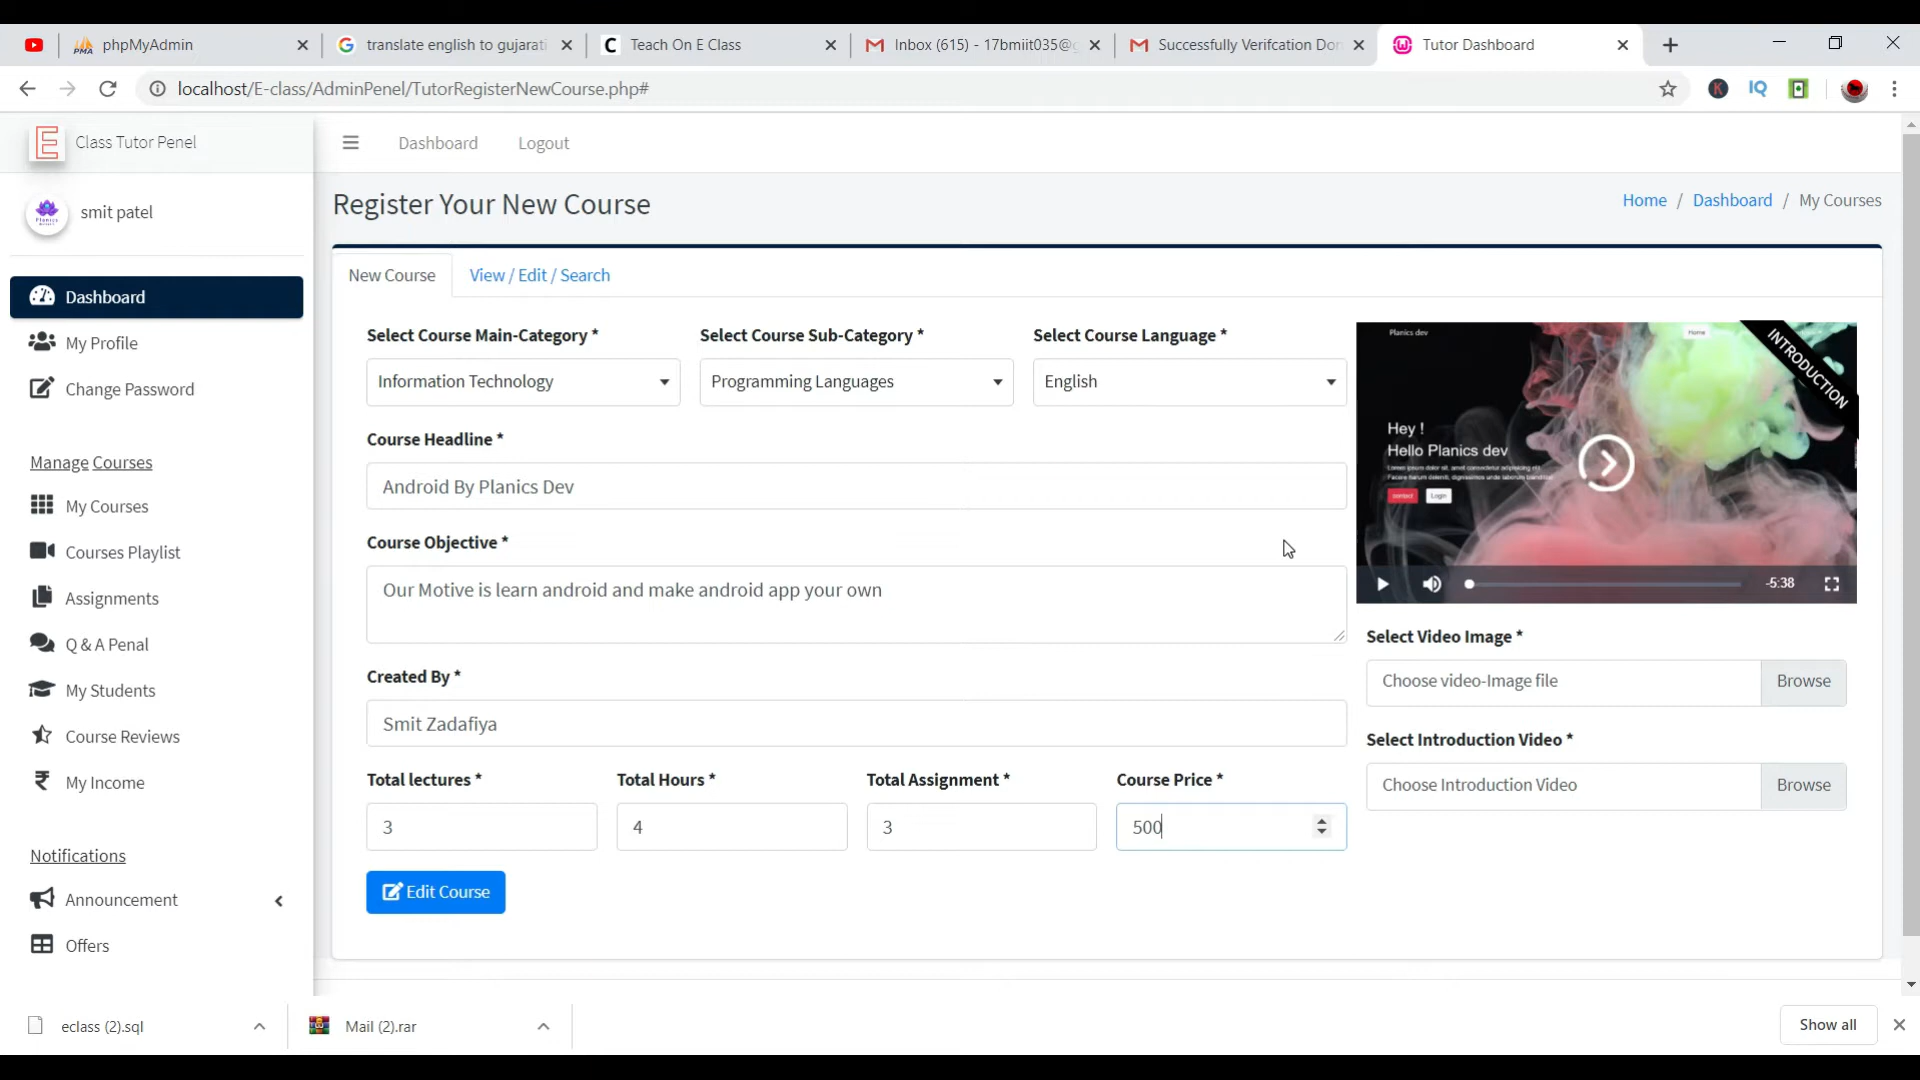 phpMyAdmin
translate english to gujarati
Teach On E Class
Inbox (615) - 17bmiit035@g
Successfully Verifcation Don
Tutor Dashboard
localhost/E-class/AdminPenel/TutorRegisterNewCourse.php#
Class Tutor Penel
Dashboard
Logout
smit patel
Register Your New Course
Home / Dashboard / My Courses
New Course
View / Edit / Search
Dashboard
My Profile
Change Password
Manage Courses
My Courses
Courses Playlist
Assignments
Q & A Penal
My Students
Course Reviews
My Income
Notifications
Announcement
Offers
Select Course Main-Category *
Select Course Sub-Category *
Select Course Language *
Information Technology
Programming Languages
English
Course Headline *
Android By Planics Dev
Course Objective *
Our Motive is learn android and make android app your own
Created By *
Smit Zadafiya
Total lectures *
Total Hours *
Total Assignment *
Course Price *
3
4
3
500
Edit Course
Planics dev
Home
INTRODUCTION
Hey !
Hello Planics dev
contact
Login
-5:38
Select Video Image *
Choose video-Image file
Browse
Select Introduction Video *
Choose Introduction Video
Browse
eclass (2).sql
Mail (2).rar
Show all